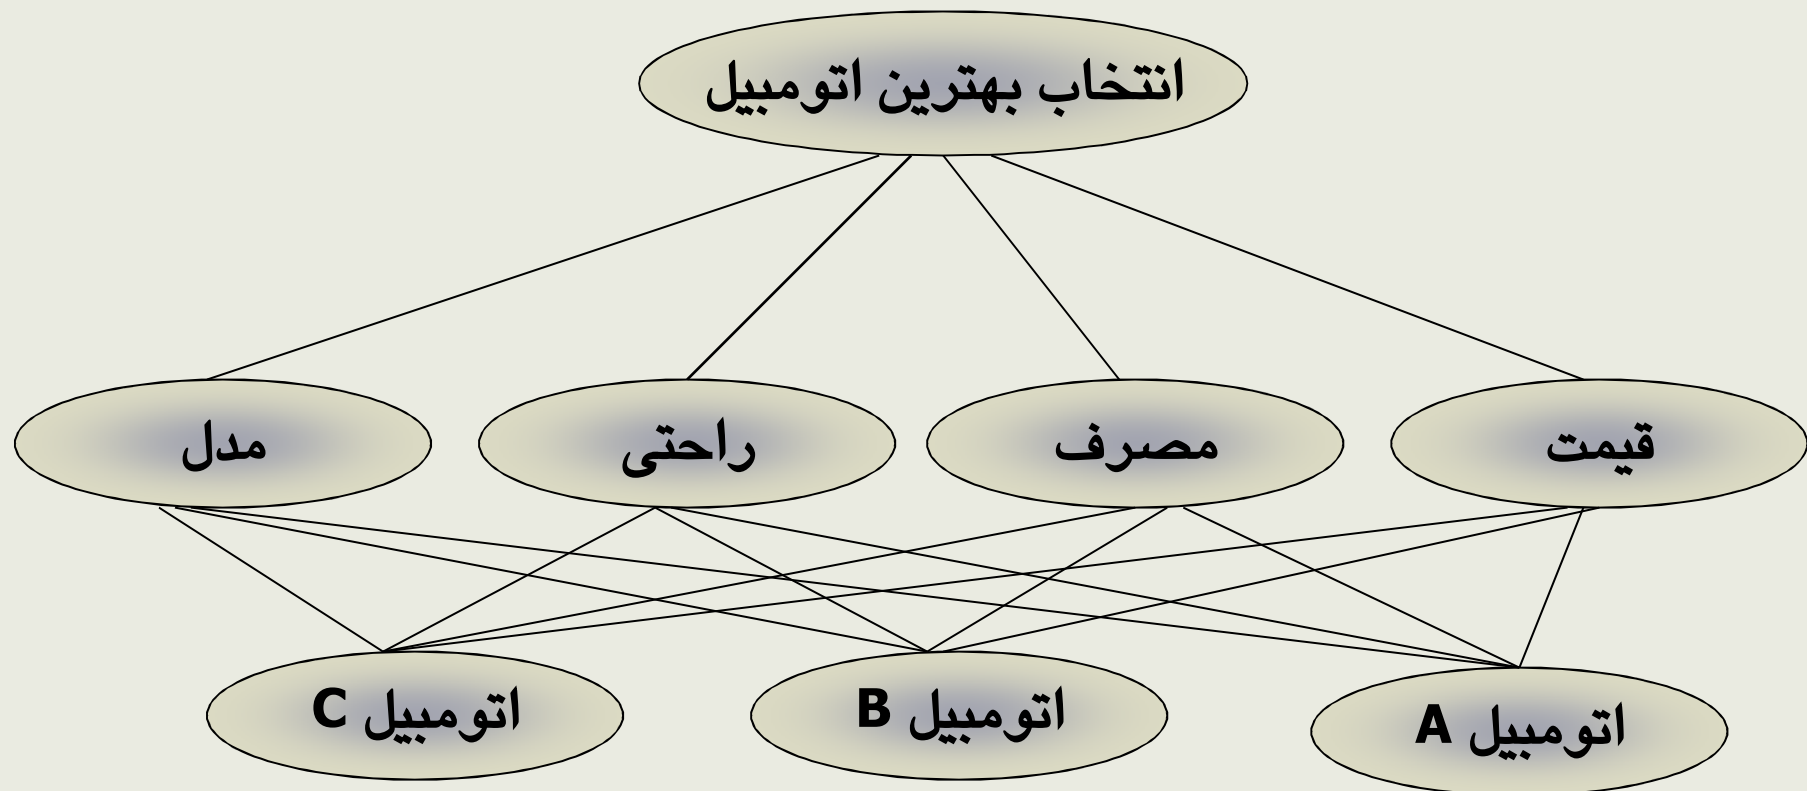 انتخاب بهترین اتومبیل
قیمت
مصرف
راحتی
مدل
اتومبیل A
اتومبیل B
اتومبیل C